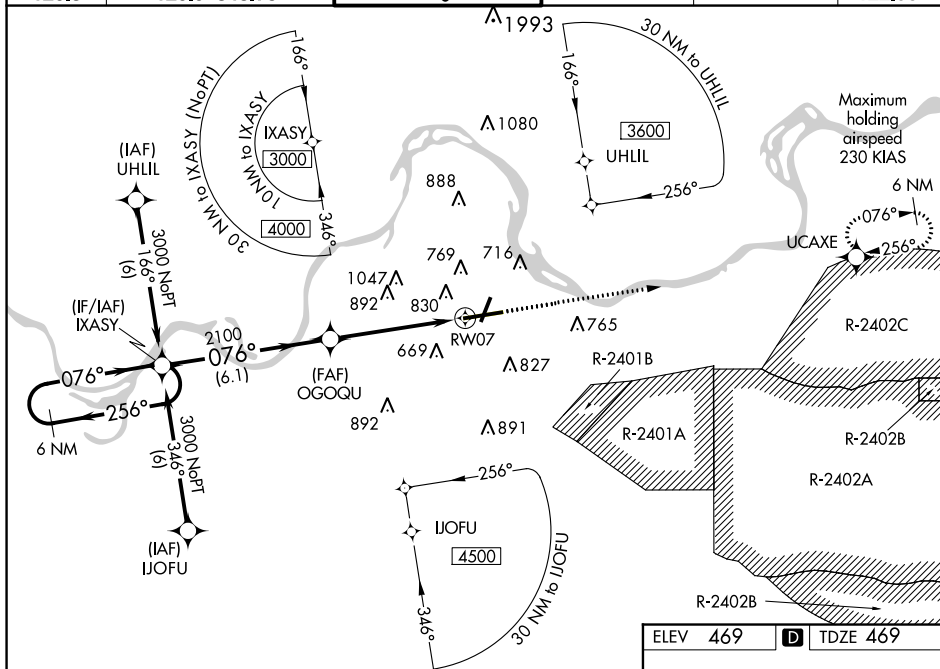 1993
30 NM to IXASY (NoPT)
10 NM to IXASY
166°
IXASY
3000
4000
346°
1080
888
30 NM to UHLIL
166°
3600
UHLIL
256°
Maximum
holding
airspeed
230 KIAS
6 NM
076°
256°
UCAXE
(IAF)
UHLIL
3000 NoPT
166°
(6)
769
716
1047
892
830
765
R-2402C
(IF/IAF)
IXASY
2100
076°
(6.1)
RW07
669
827
R-2401B
(FAF)
OGOQU
076°
256°
6 NM
3000 NoPT
346°
(6)
892
891
R-2401A
R-2402B
R-2402A
(IAF)
IJOFU
256°
IJOFU
4500
346°
30 NM to IJOFU
R-2402B
ELEV 469 D TDZE 469